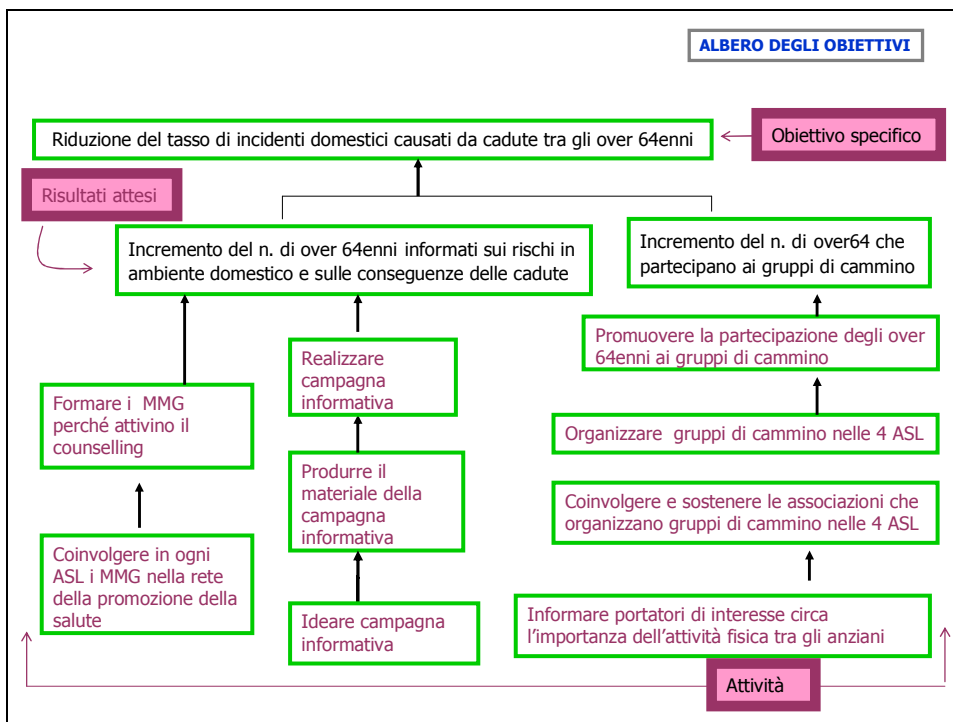 ALBERO DEGLI OBIETTIVI
Riduzione del tasso di incidenti domestici causati da cadute tra gli over 64enni
Obiettivo specifico
Risultati attesi
Incremento del n. di over 64enni informati sui rischi in
ambiente domestico e sulle conseguenze delle cadute
Incremento del n. di over64 che
partecipano ai gruppi di cammino
Promuovere la partecipazione degli over
64enni ai gruppi di cammino
Realizzare
campagna
informativa
Formare i MMG
perché attivino il
counselling
Organizzare gruppi di cammino nelle 4 ASL
Produrre il
materiale della
campagna
informativa
Coinvolgere e sostenere le associazioni che
organizzano gruppi di cammino nelle 4 ASL
Coinvolgere in ogni
ASL i MMG nella rete
della promozione della
salute
Ideare campagna
informativa
Informare portatori di interesse circa
l'importanza dell'attività fisica tra gli anziani
Attività